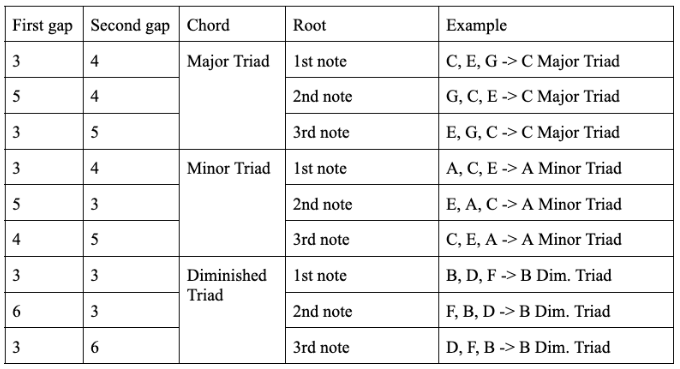 First gap Second gap Chord Root Example
3 4 Major Triad 1st note C, E, G -> C Major Triad
5 4 2nd note G, C, E -> C Major Triad
3 5 3rd note E, G, C -> C Major Triad
3 4 Minor Triad 1st note A, C, E -> A Minor Triad
5 3 2nd note E, A, C -> A Minor Triad
4 5 3rd note C, E, A -> A Minor Triad
3 3 Diminished 1st note B, D, F -> B Dim. Triad
Triad
6 3 2nd note F, B, D -> B Dim. Triad
3 6 3rd note D, F, B -> B Dim. Triad